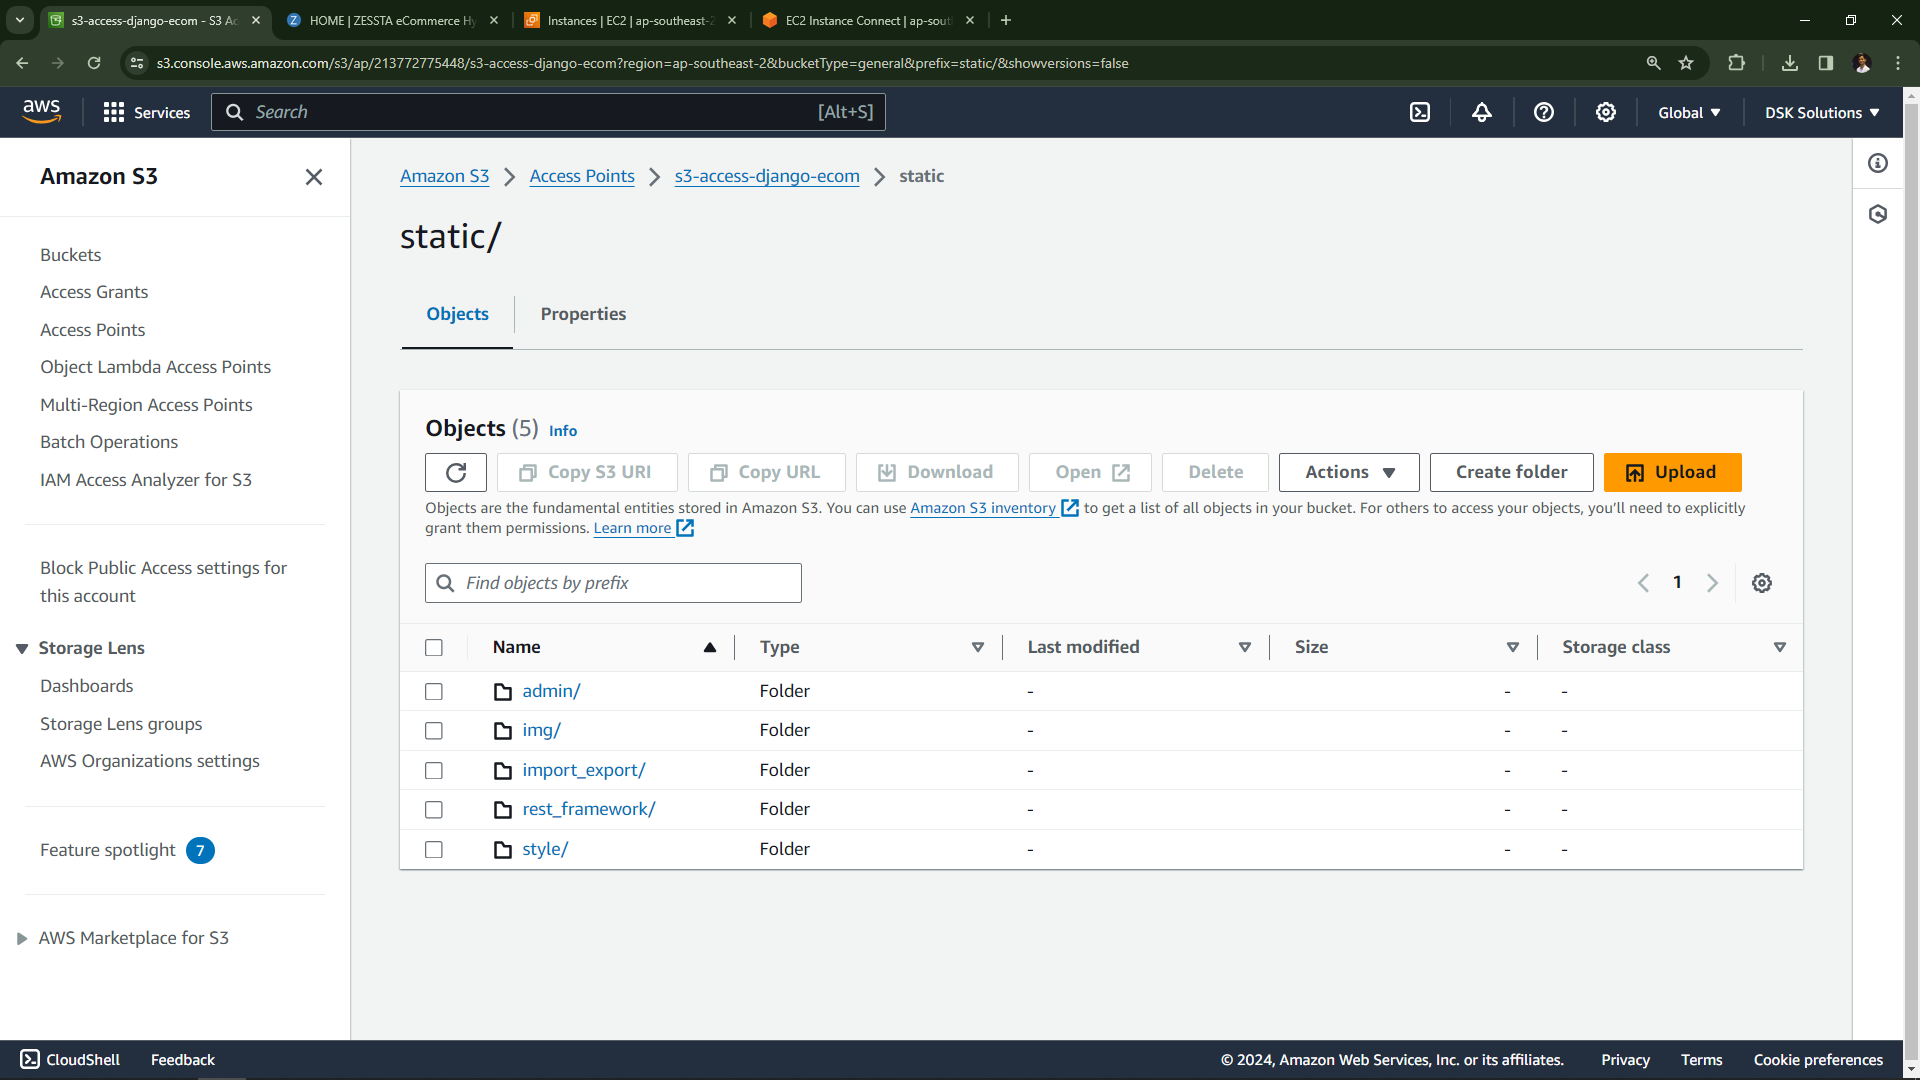 s3-access-django-ecom - S3 Ac
HOME | ZESSTA eCommerce Hy
Instances | EC2 | ap-southeast-2
EC2 Instance Connect | ap-sout
s3.console.aws.amazon.com/s3/ap/213772775448/s3-access-django-ecom?region=ap-southeast-2&bucketType=general&prefix=static/&showversions=false
aws
Services
Search
[Alt+S]
Global
DSK Solutions
Amazon S3
Buckets
Access Grants
Access Points
Object Lambda Access Points
Multi-Region Access Points
Batch Operations
IAM Access Analyzer for S3
Block Public Access settings for
this account
Storage Lens
Dashboards
Storage Lens groups
AWS Organizations settings
Feature spotlight 7
AWS Marketplace for S3
Amazon S3 > Access Points > s3-access-django-ecom > static
static/
Objects
Properties
Objects (5) Info
Copy S3 URI
Copy URL
Download
Open
Delete
Actions
Create folder
Upload
Objects are the fundamental entities stored in Amazon S3. You can use Amazon S3 inventory to get a list of all objects in your bucket. For others to access your objects, you'll need to explicitly
grant them permissions. Learn more
Find objects by prefix
1
Name Type Last modified Size Storage class
admin/ Folder - - -
img/ Folder - - -
import_export/ Folder - - -
rest_framework/ Folder - - -
style/ Folder - - -
CloudShell
Feedback
© 2024, Amazon Web Services, Inc. or its affiliates.
Privacy
Terms
Cookie preferences